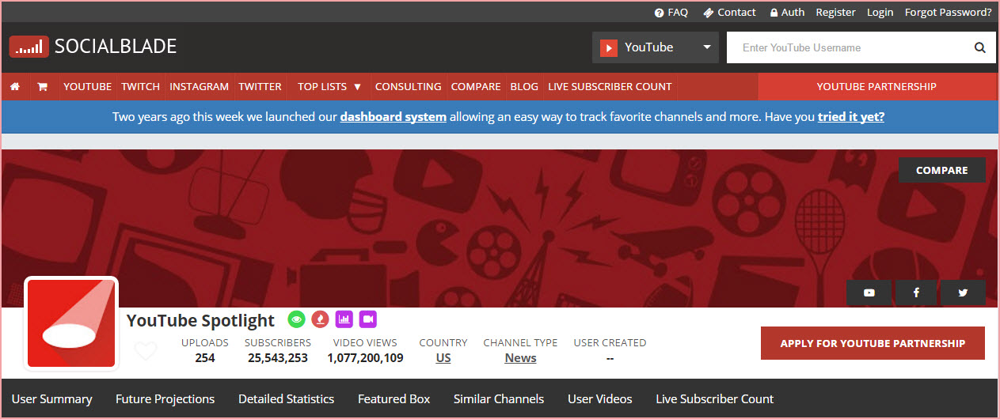 FAQ Contact Auth Register Login Forgot Password?
SOCIALBLADE YouTube Enter YouTube Username
YOUTUBE TWITCH INSTAGRAM TWITTER TOP LISTS ▼ CONSULTING COMPARE BLOG LIVE SUBSCRIBER COUNT YOUTUBE PARTNERSHIP
Two years ago this week we launched our dashboard system allowing an easy way to track favorite channels and more. Have you tried it yet?
COMPARE
YouTube Spotlight
UPLOADS SUBSCRIBERS VIDEO VIEWS COUNTRY CHANNEL TYPE USER CREATED
254 25,543,253 1,077,200,109 US News --
APPLY FOR YOUTUBE PARTNERSHIP
User Summary Future Projections Detailed Statistics Featured Box Similar Channels User Videos Live Subscriber Count